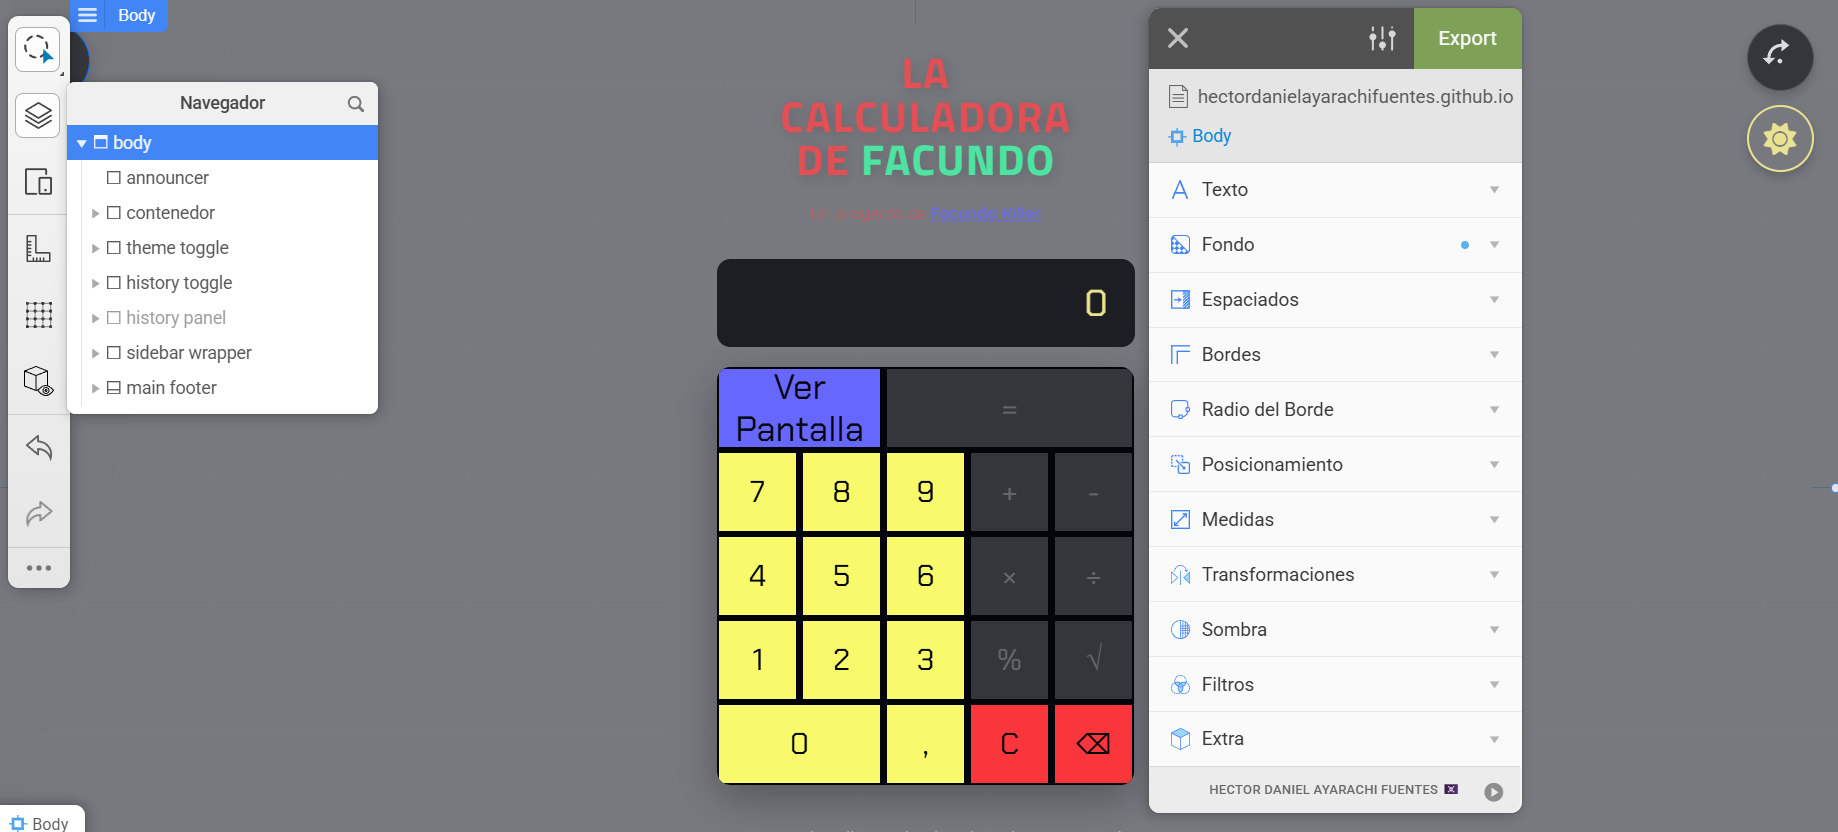 Body
Navegador
body
announcer
contenedor
theme toggle
history toggle
history panel
sidebar wrapper
main footer
Body
LA
CALCULADORA
DE FACUNDO
Un proyecto de Facundo Killer
0
Ver
Pantalla
=
7 8 9 + -
4 5 6 × ÷
1 2 3 % √
0 , C ⌫
Export
hectordanielayarachifuentes.github.io
Body
Texto
Fondo
Espaciados
Bordes
Radio del Borde
Posicionamiento
Medidas
Transformaciones
Sombra
Filtros
Extra
HECTOR DANIEL AYARACHI FUENTES